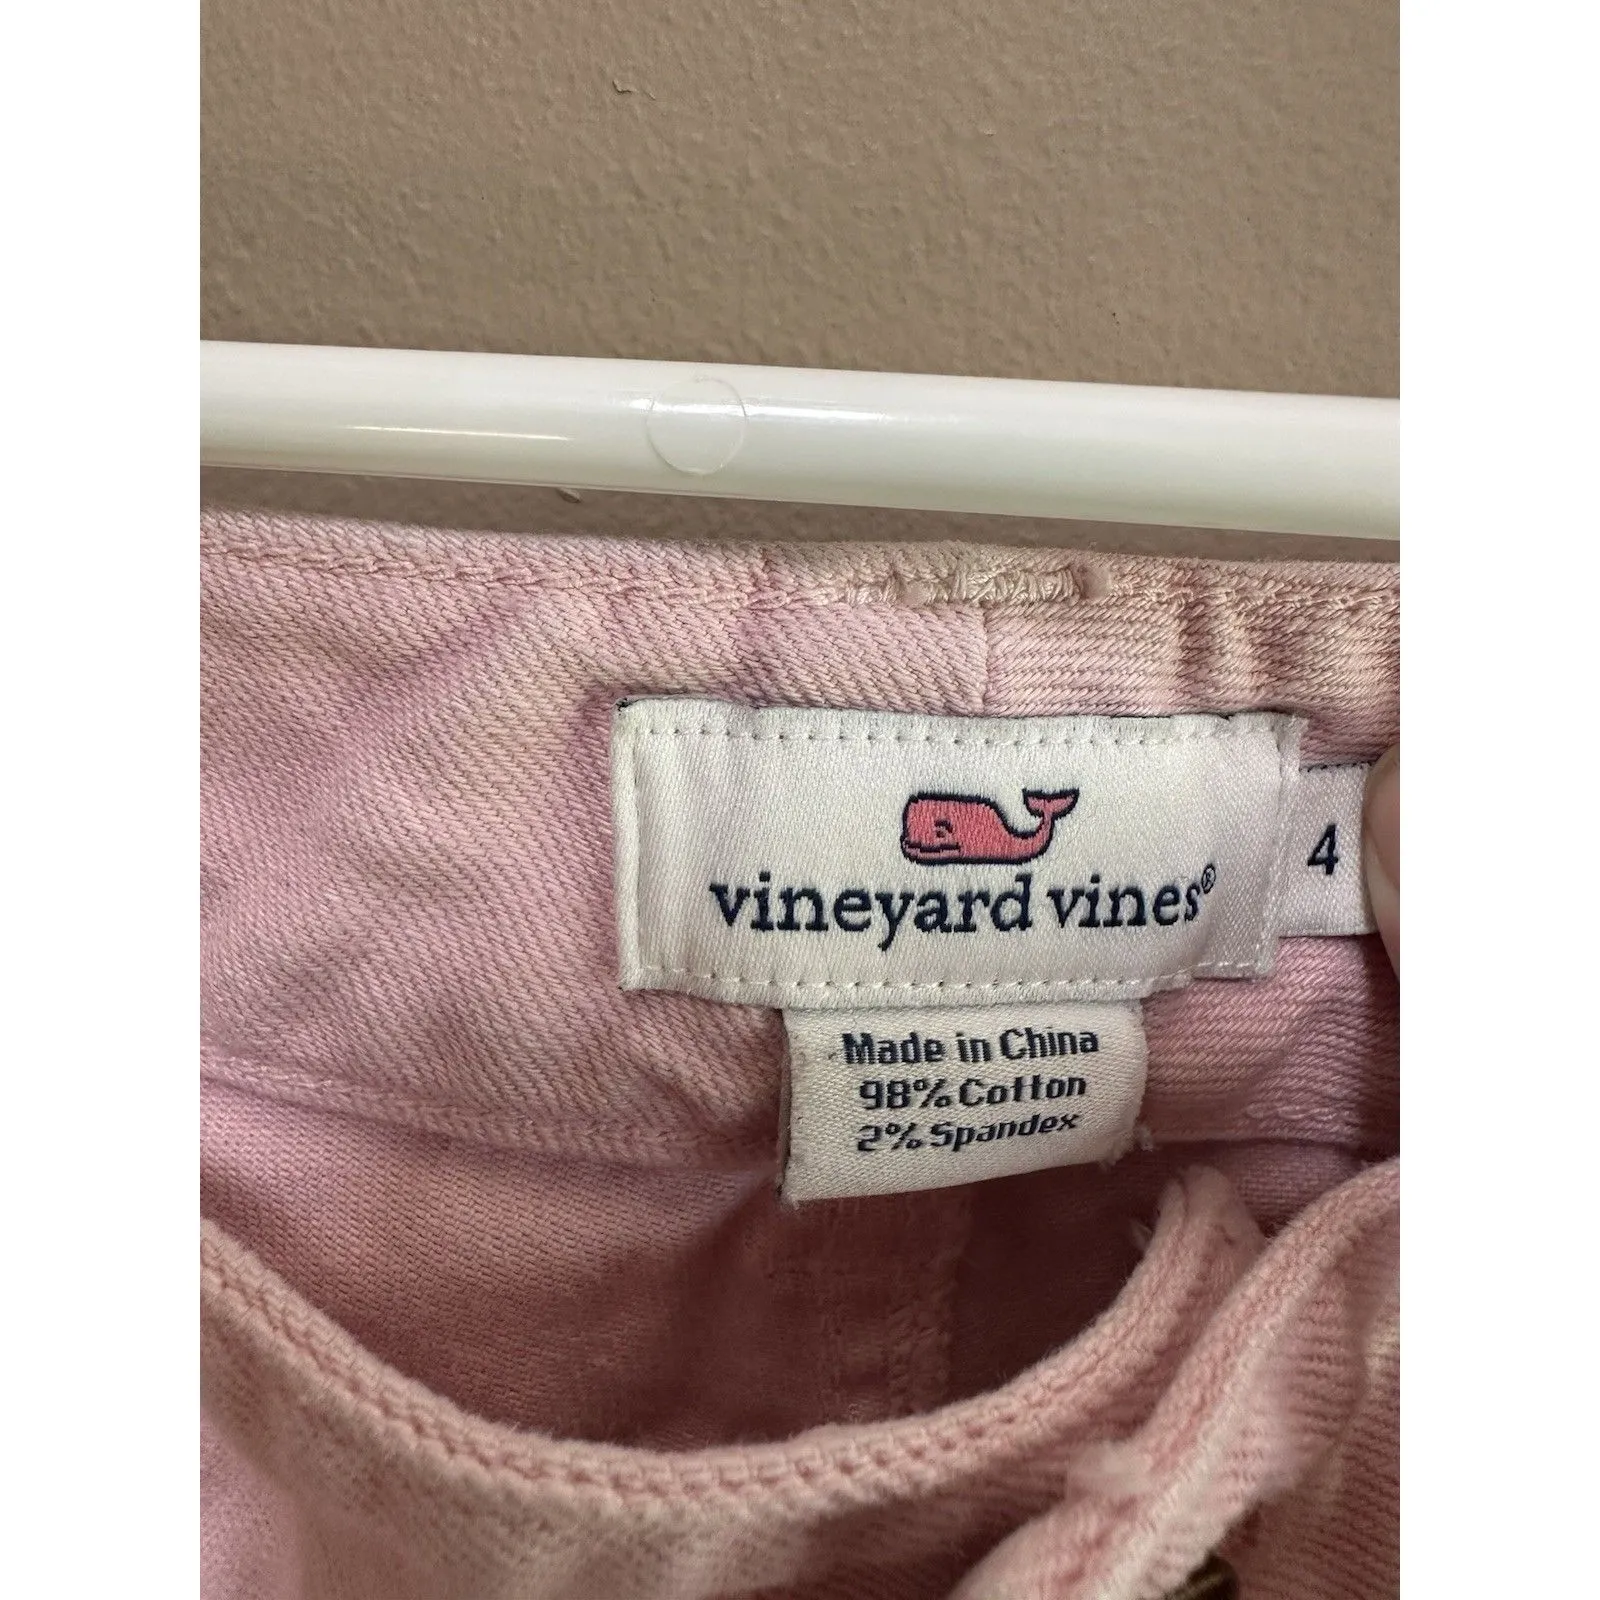 vineyard vines®
4
Made in China
98% Cotton
2% Spandex